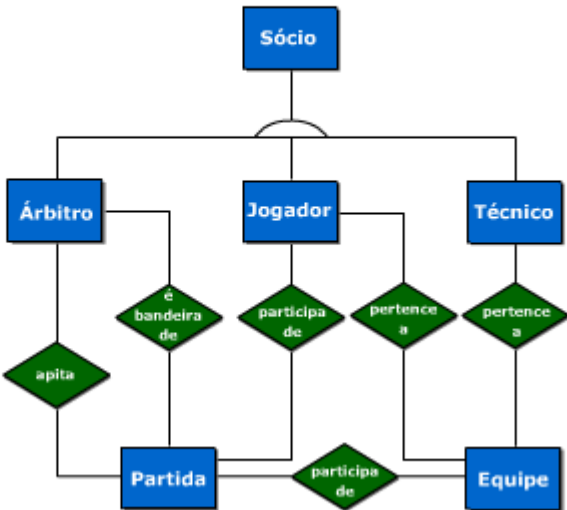 Sócio
Árbitro
Jogador
Técnico
é
bandeira
de
participa
de
pertence
a
pertence
a
apita
Partida
participa
de
Equipe